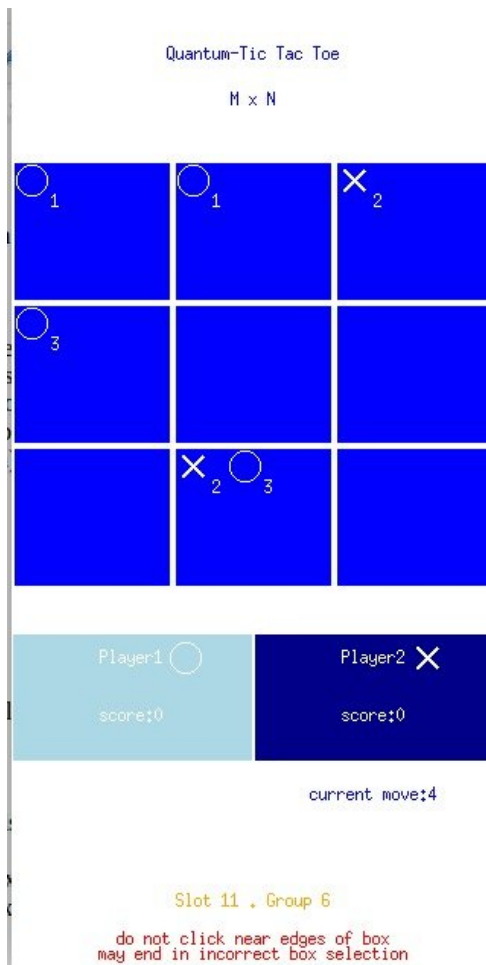 Quantum-Tic Tac Toe
M x N
1 1 2
3
2 3
Player1 Player2
score:0 score:0
current move:4
Slot 11 . Group 6
do not click near edges of box
may end in incorrect box selection